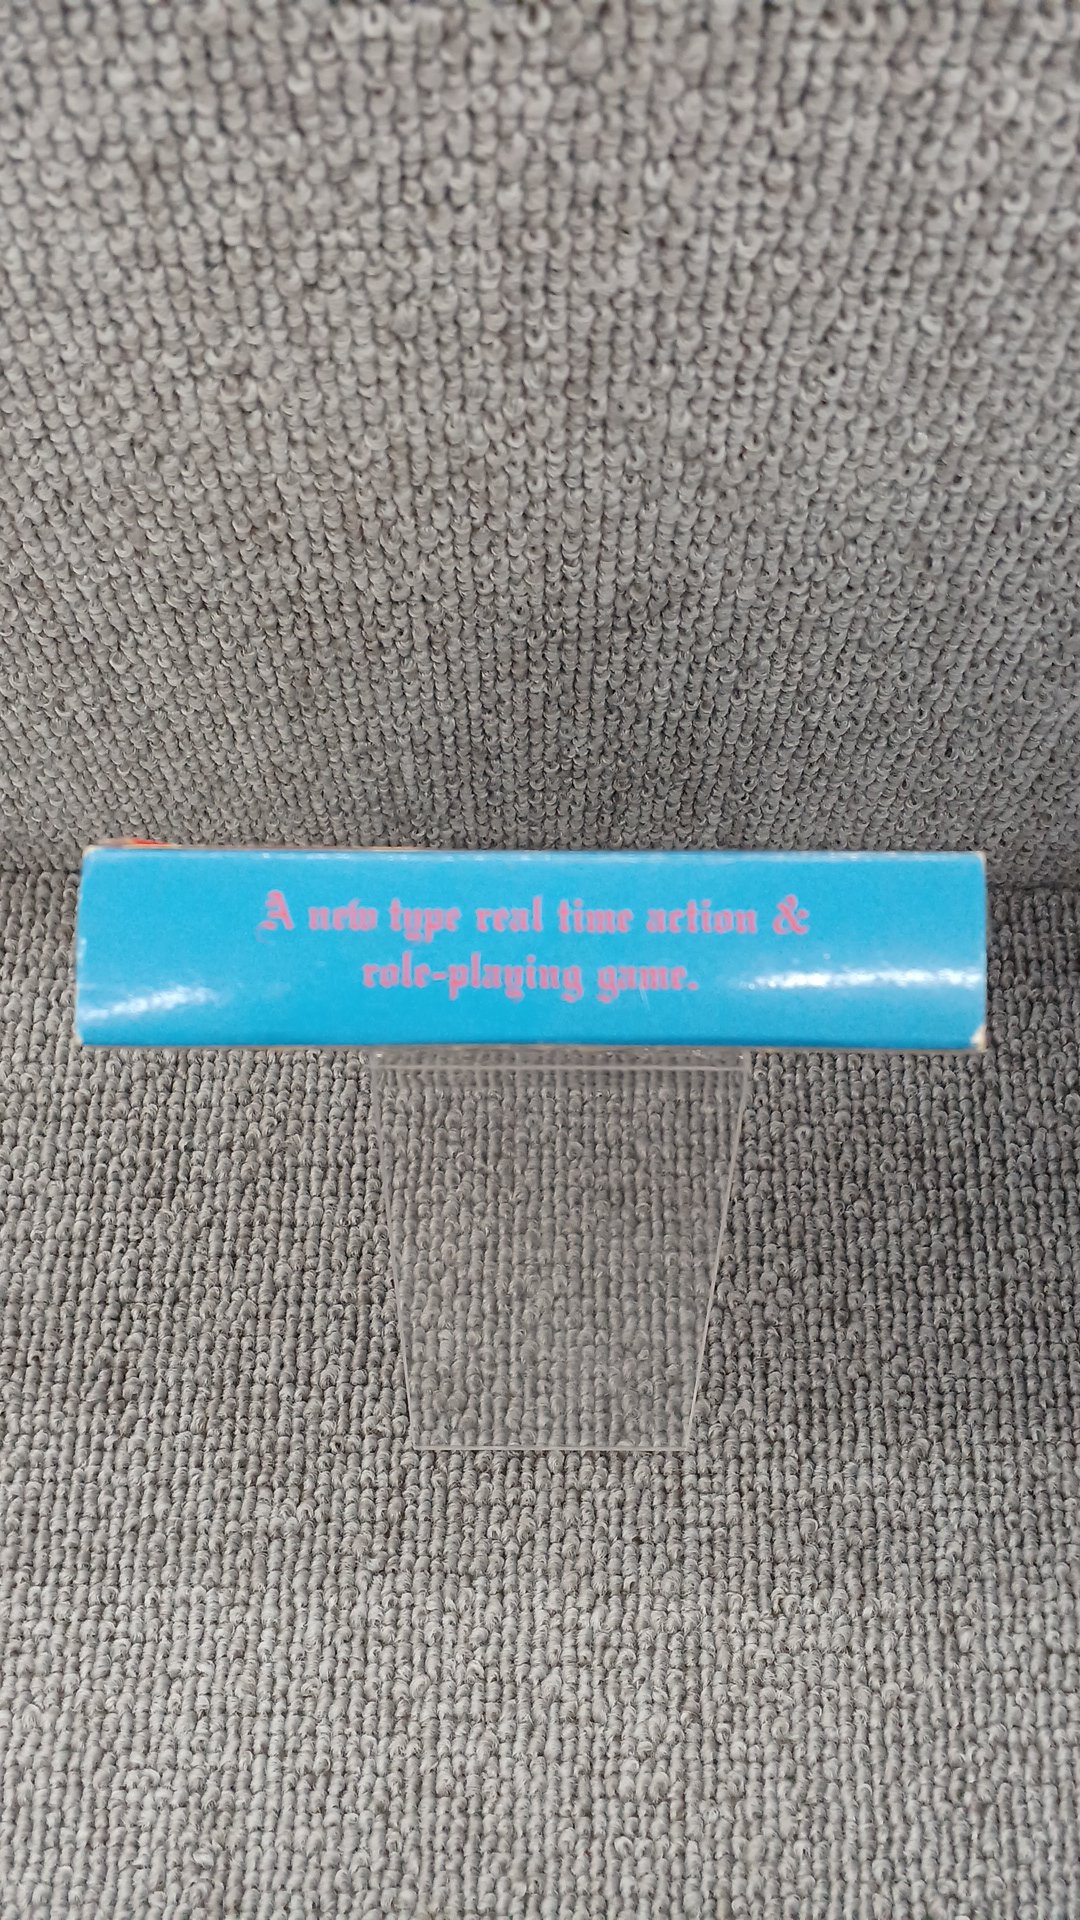 A new type real time action &
role-playing game.